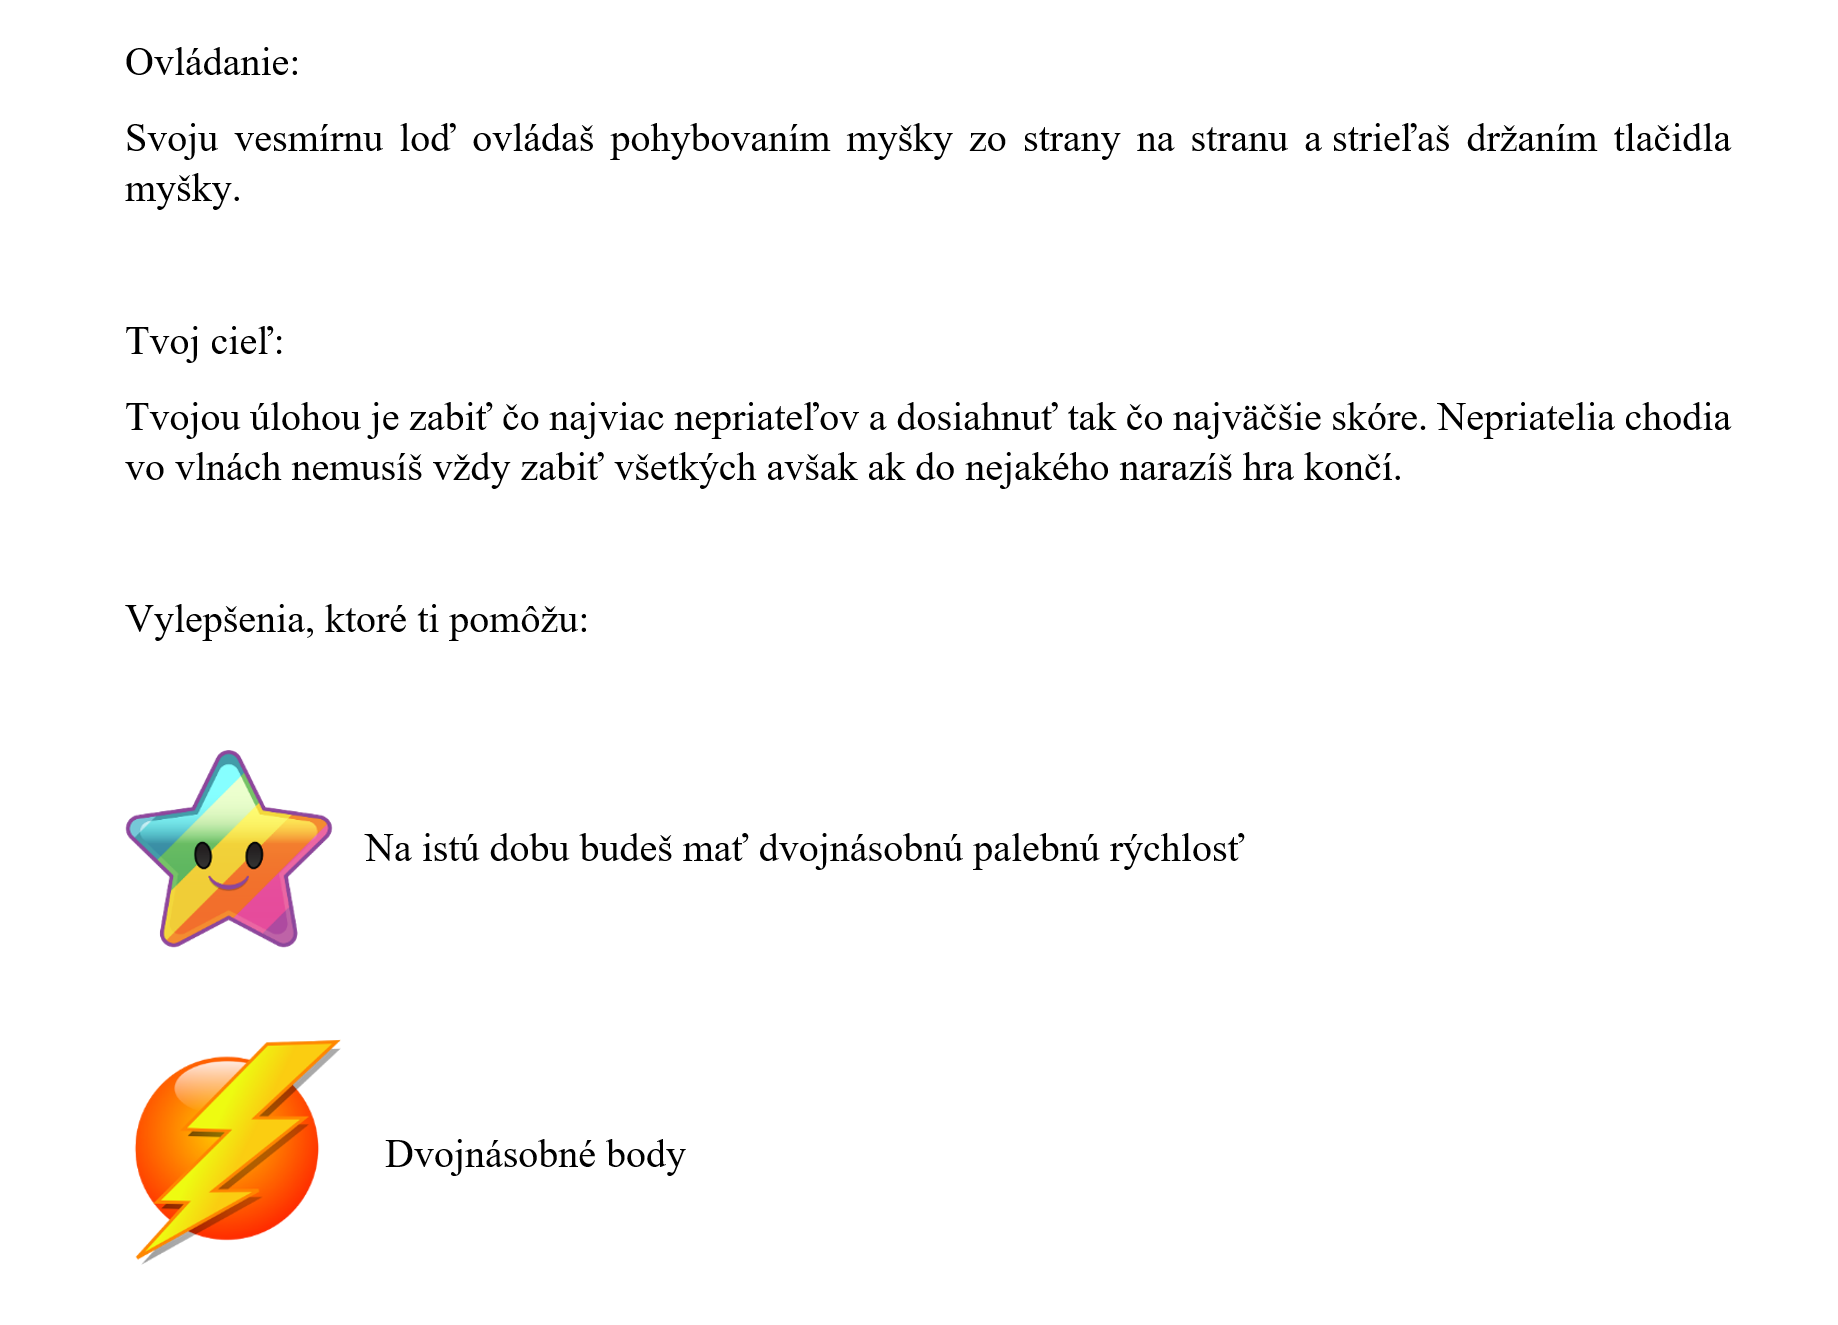 Ovládanie:
Svoju vesmírnu loď ovládaš pohybovaním myšky zo strany na stranu a strieľaš držaním tlačidla
myšky.
Tvoj cieľ:
Tvojou úlohou je zabiť čo najviac nepriateľov a dosiahnuť tak čo najväčšie skóre. Nepriatelia chodia
vo vlnách nemusíš vždy zabiť všetkých avšak ak do nejakého narazíš hra končí.
Vylepšenia, ktoré ti pomôžu:
Na istú dobu budeš mať dvojnásobnú palebnú rýchlosť
Dvojnásobné body